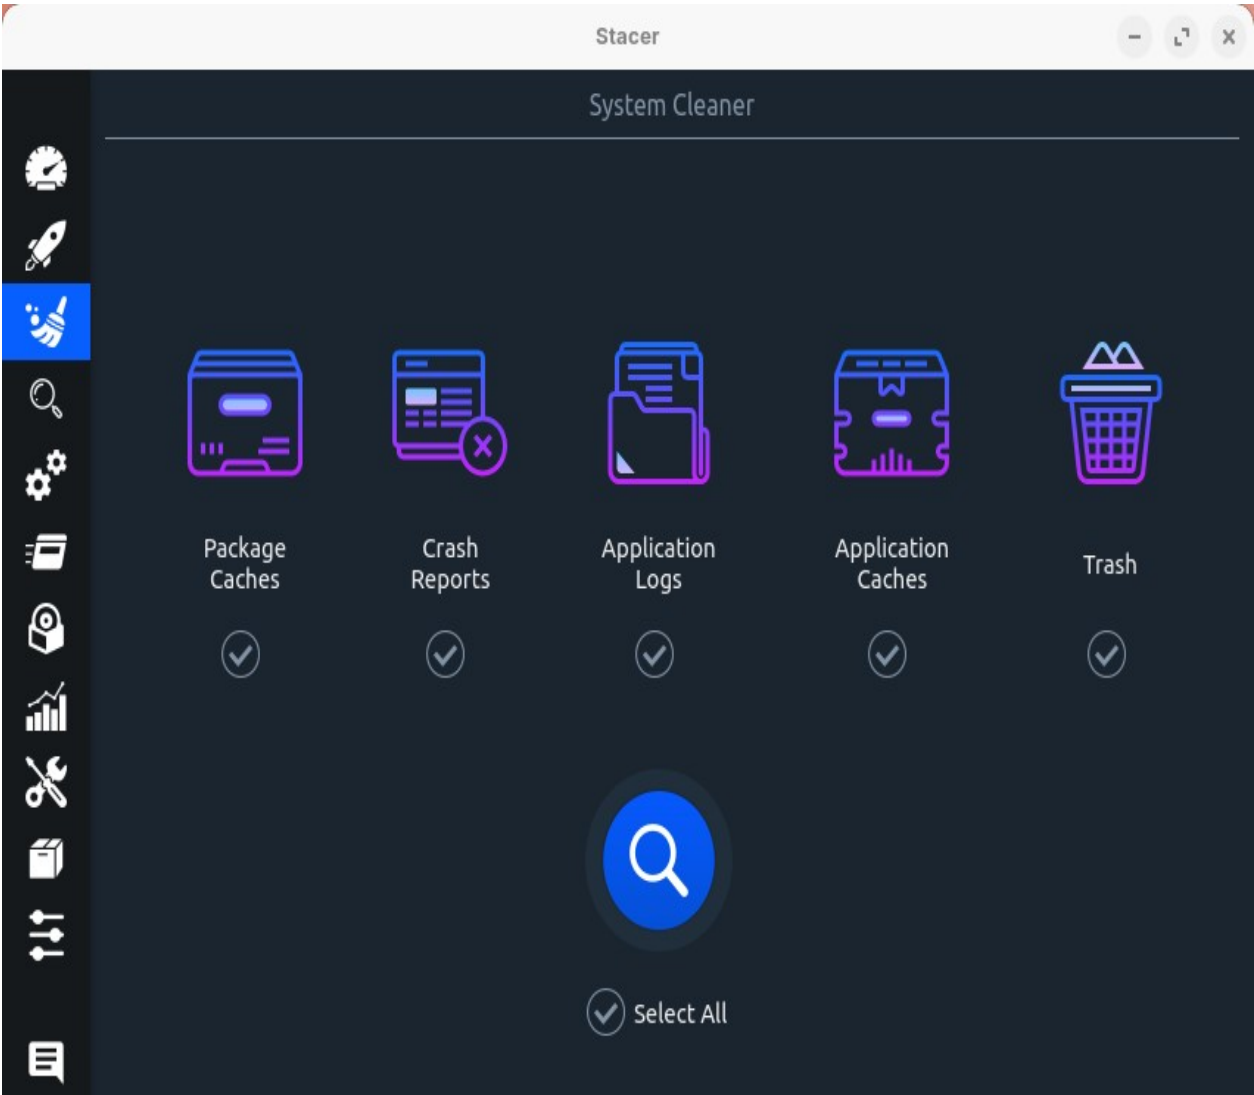 Stacer
System Cleaner
Package
Caches
Crash
Reports
Application
Logs
Application
Caches
Trash
Select All